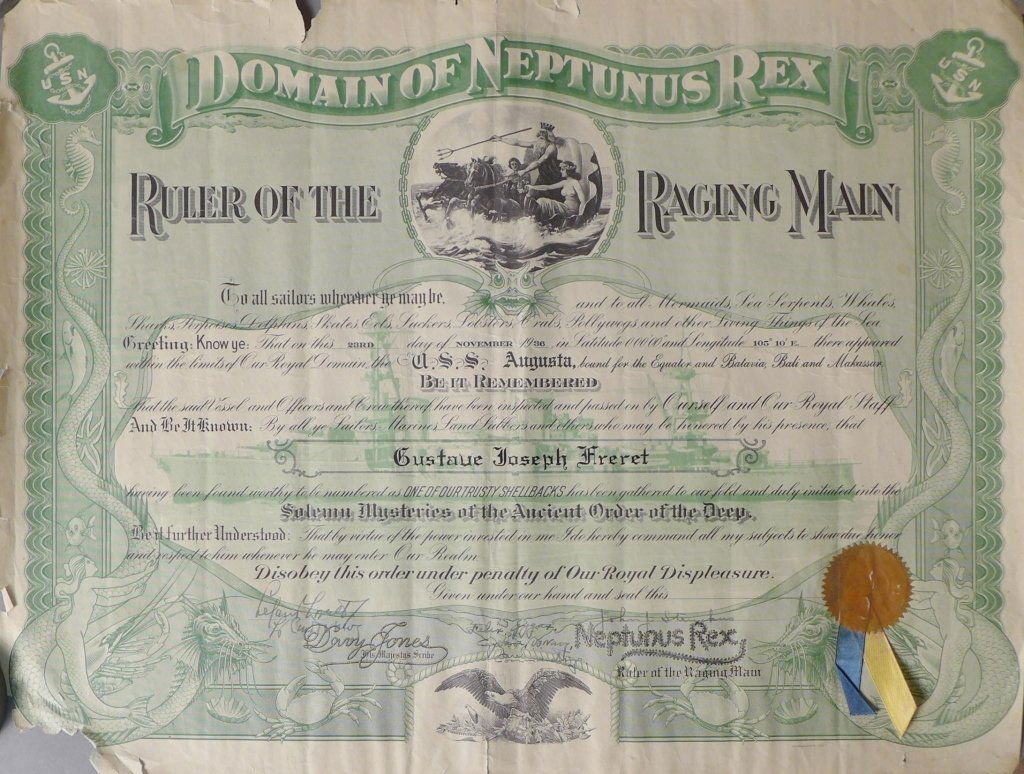 USN
DOMAIN OF NEPTUNUS REX
USN
RULER OF THE RAGING MAIN
To all sailors wherever ye may be, and to all Mermaids, Sea Serpents, Whales,
Sharks, Porpoises, Dolphins, Skates, Eels, Suckers, Lobsters, Crabs, Pollywogs and other Living Things of the Sea
Greeting: Know ye: That on this 23RD day of NOVEMBER 1936 in Latitude 00000 and Longitude 105° 10' E. there appeared
within the limits of Our Royal Domain the U.S.S. Augusta, bound for the Equator and Batavia, Bali and Makassar.
BE IT REMEMBERED
That the said Vessel and Officers and Crew thereof have been inspected and passed on by Ourself and Our Royal Staff
And Be It Known: By all ye Sailors, Marines, Land Lubbers and others who may be honored by his presence, that
Gustave Joseph Freret
having been found worthy to be numbered as ONE OF OUR TRUSTY SHELLBACKS has been gathered to our fold and duly initiated into the
Solemn Mysteries of the Ancient Order of the Deep.
Be it further Understood: That by virtue of the power invested in me I do hereby command all my subjects to show due honor
and respect to him whenever he may enter Our Realm.
Disobey this order under penalty of Our Royal Displeasure.
Given under our hand and seal this
Davy Jones
His Majestys Scribe
Neptunus Rex
Ruler of the Raging Main